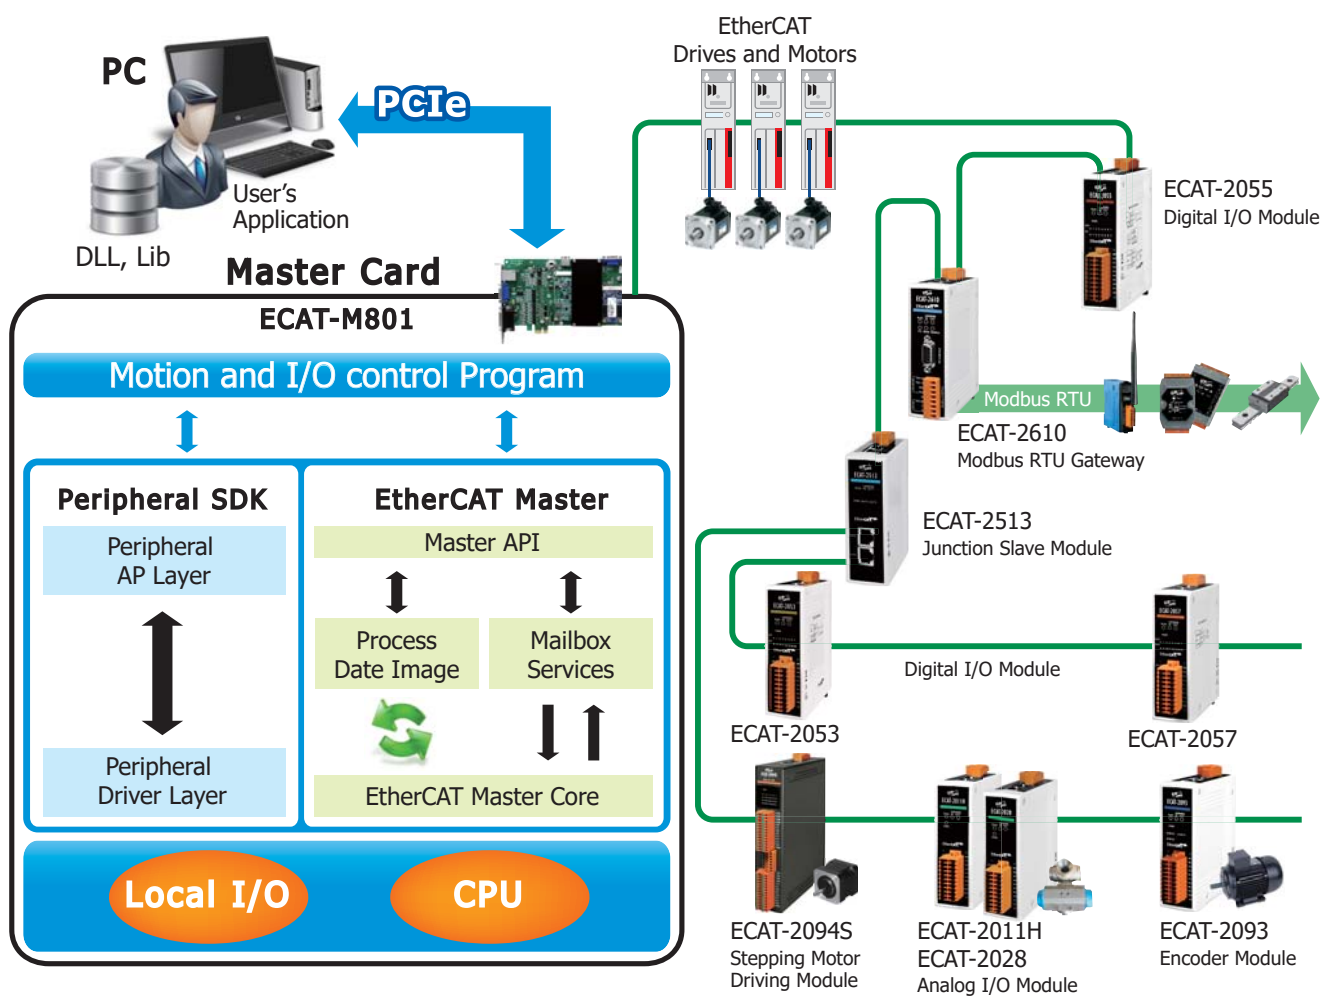 PC
PCIe
User's
Application
DLL, Lib
Master Card
ECAT-M801
Motion and I/O control Program
Peripheral SDK
Peripheral
AP Layer
Peripheral
Driver Layer
EtherCAT Master
Master API
Process
Date Image
Mailbox
Services
EtherCAT Master Core
Local I/O
CPU
EtherCAT
Drives and Motors
ECAT-2055
Digital I/O Module
Modbus RTU
ECAT-2610
Modbus RTU Gateway
ECAT-2513
Junction Slave Module
Digital I/O Module
ECAT-2053
ECAT-2057
ECAT-2094S
Stepping Motor
Driving Module
ECAT-2011H
ECAT-2028
Analog I/O Module
ECAT-2093
Encoder Module